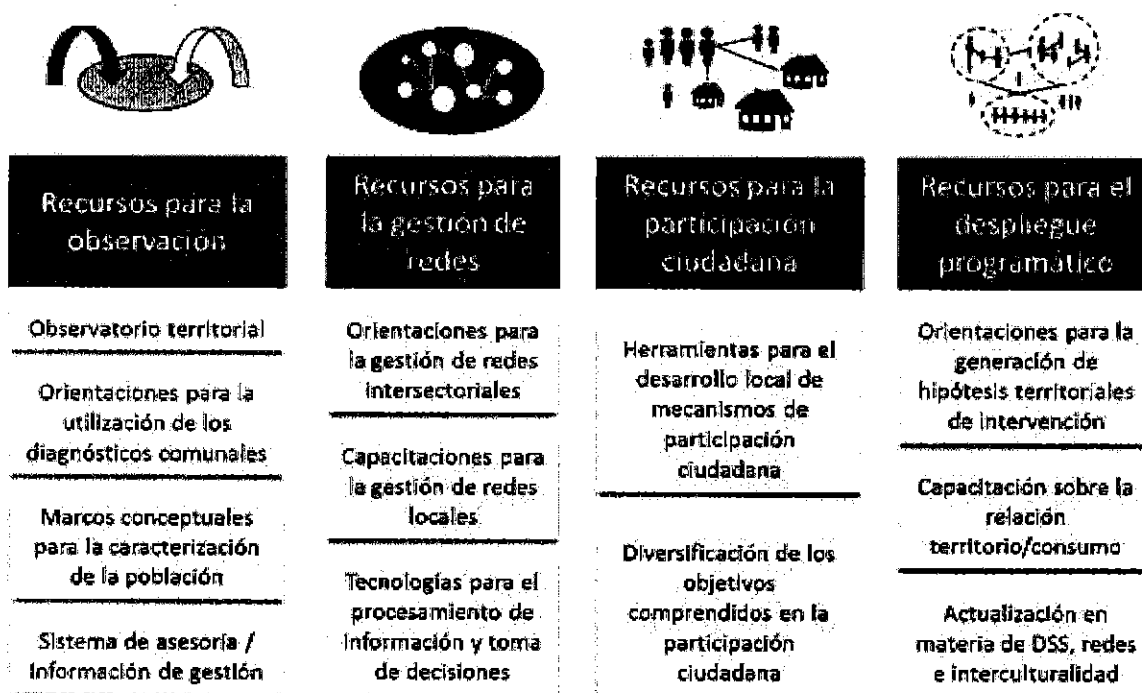 Recursos para la
observación
Observatorio territorial
Orientaciones para la
utilización de los
diagnósticos comunales
Marcos conceptuales
para la caracterización
de la población
Sistema de asesoría /
Información de gestión
Recursos para
la gestión de
redes
Orientaciones para
la gestión de redes
intersectoriales
Capacitaciones para
la gestión de redes
locales
Tecnologías para el
procesamiento de
información y toma
de decisiones
Recursos para la
participación
ciudadana
Herramientas para el
desarrollo local de
mecanismos de
participación
ciudadana
Diversificación de los
objetivos
comprendidos en la
participación
ciudadana
Recursos para el
despliegue
programático
Orientaciones para la
generación de
hipótesis territoriales
de intervención
Capacitación sobre la
relación
territorio/consumo
Actualización en
materia de DSS, redes
e interculturalidad